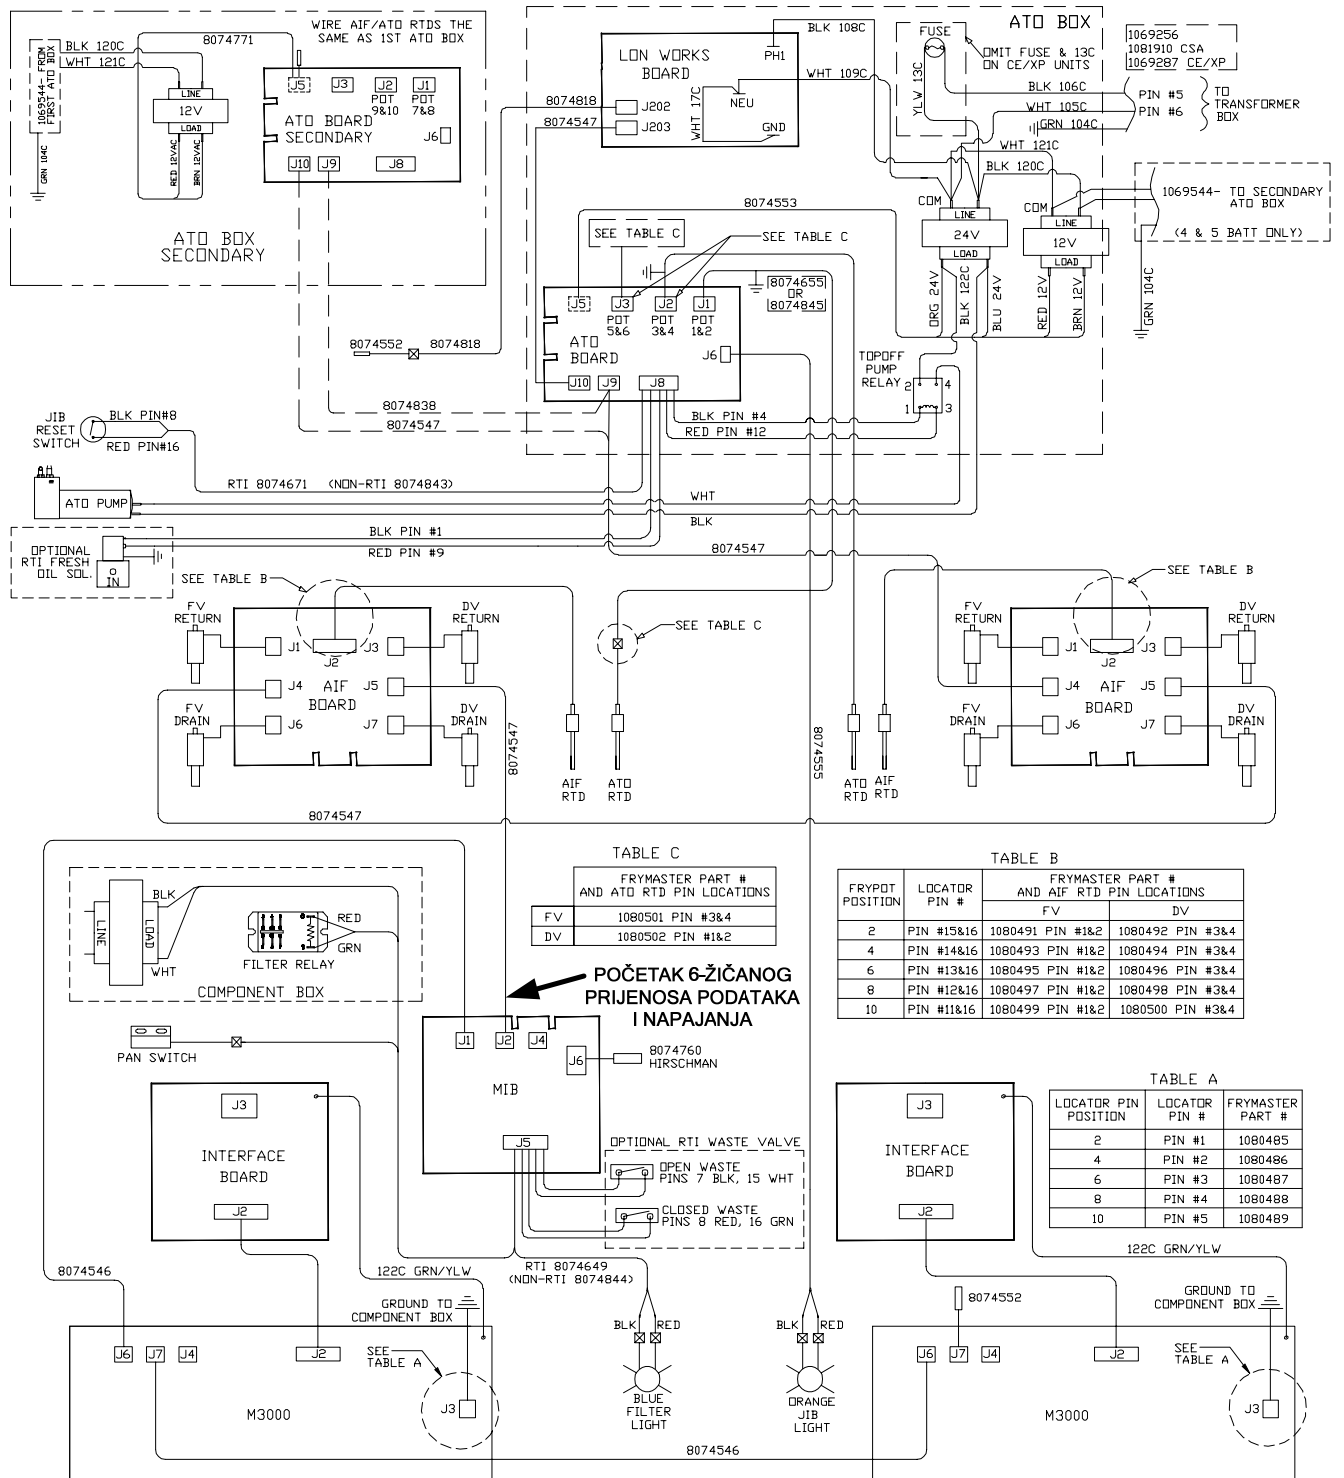 WIRE AIF/ATO RTDS THE
SAME AS 1ST ATO BOX
8074771
BLK 120C
WHT 121C
1069544- FROM
FIRST ATO BOX
GRN 104C
LINE
12V
LOAD
RED 12VAC
BRN 12VAC
J5
J3
J2
J1
POT
9&10
POT
7&8
ATO BOARD
SECONDARY
J6
J10
J9
J8
ATO BOX
SECONDARY
ATO BOX
LON WORKS
BOARD
PH1
BLK 108C
WHT 109C
NEU
WHT 17C
GND
J202
J203
8074818
8074547
FUSE
YLW 13C
OMIT FUSE & 13C
ON CE/XP UNITS
BLK 106C
WHT 105C
GRN 104C
1069256
1081910 CSA
1069287 CE/XP
PIN #5
PIN #6
TO
TRANSFORMER
BOX
WHT 121C
BLK 120C
COM
LINE
24V
LOAD
COM
LINE
12V
LOAD
1069544- TO SECONDARY
ATO BOX
(4 & 5 BATT ONLY)
GRN 104C
ORG 24V
BLK 122C
BLU 24V
RED 12V
BRN 12V
8074553
SEE TABLE C
SEE TABLE C
8074655
OR
8074845
J5
J3
J2
J1
POT
5&6
POT
3&4
POT
1&2
ATO
BOARD
J6
J10
J9
J8
8074552
8074818
TOPOFF
PUMP
RELAY
2
4
1
3
8074838
8074547
BLK PIN #4
RED PIN #12
JIB
RESET
SWITCH
BLK PIN#8
RED PIN#16
RTI 8074671 (NON-RTI 8074843)
ATO PUMP
WHT
BLK
BLK PIN #1
RED PIN #9
OPTIONAL
RTI FRESH
OIL SOL.
IN
8074547
SEE TABLE B
SEE TABLE C
SEE TABLE B
FV
RETURN
DV
RETURN
FV
RETURN
DV
RETURN
J1
J2
J3
J4
AIF
BOARD
J5
J6
J7
FV
DRAIN
DV
DRAIN
J1
J2
J3
J4
AIF
BOARD
J5
J6
J7
FV
DRAIN
DV
DRAIN
8074547
8074555
AIF
RTD
ATO
RTD
ATO
RTD
AIF
RTD
8074547
TABLE C
FRYMASTER PART #
AND ATO RTD PIN LOCATIONS
FV 1080501 PIN #3&4
DV 1080502 PIN #1&2
TABLE B
FRYPOT
POSITION
LOCATOR
PIN #
FRYMASTER PART #
AND AIF RTD PIN LOCATIONS
FV DV
2 PIN #15&16 1080491 PIN #1&2 1080492 PIN #3&4
4 PIN #14&16 1080493 PIN #1&2 1080494 PIN #3&4
6 PIN #13&16 1080495 PIN #1&2 1080496 PIN #3&4
8 PIN #12&16 1080497 PIN #1&2 1080498 PIN #3&4
10 PIN #11&16 1080499 PIN #1&2 1080500 PIN #3&4
LINE
LOAD
BLK
WHT
RED
GRN
FILTER RELAY
COMPONENT BOX
POČETAK 6-ŽIČANOG
PRIJENOSA PODATAKA
I NAPAJANJA
PAN SWITCH
J1
J2
J4
J6
8074760
HIRSCHMAN
MIB
J5
OPTIONAL RTI WASTE VALVE
OPEN WASTE
PINS 7 BLK, 15 WHT
CLOSED WASTE
PINS 8 RED, 16 GRN
J3
INTERFACE
BOARD
J2
J3
INTERFACE
BOARD
J2
TABLE A
LOCATOR PIN
POSITION
LOCATOR
PIN #
FRYMASTER
PART #
2 PIN #1 1080485
4 PIN #2 1080486
6 PIN #3 1080487
8 PIN #4 1080488
10 PIN #5 1080489
8074546
122C GRN/YLW
RTI 8074649
(NON-RTI 8074844)
122C GRN/YLW
GROUND TO
COMPONENT BOX
8074552
GROUND TO
COMPONENT BOX
BLK
RED
BLK
RED
J6
J7
J4
J2
SEE
TABLE A
J3
M3000
BLUE
FILTER
LIGHT
ORANGE
JIB
LIGHT
J6
J7
J4
J2
SEE
TABLE A
J3
M3000
8074546